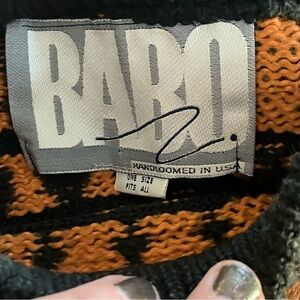 BABO
HANDLOOMED IN U.S.A.
ONE SIZE
FITS ALL